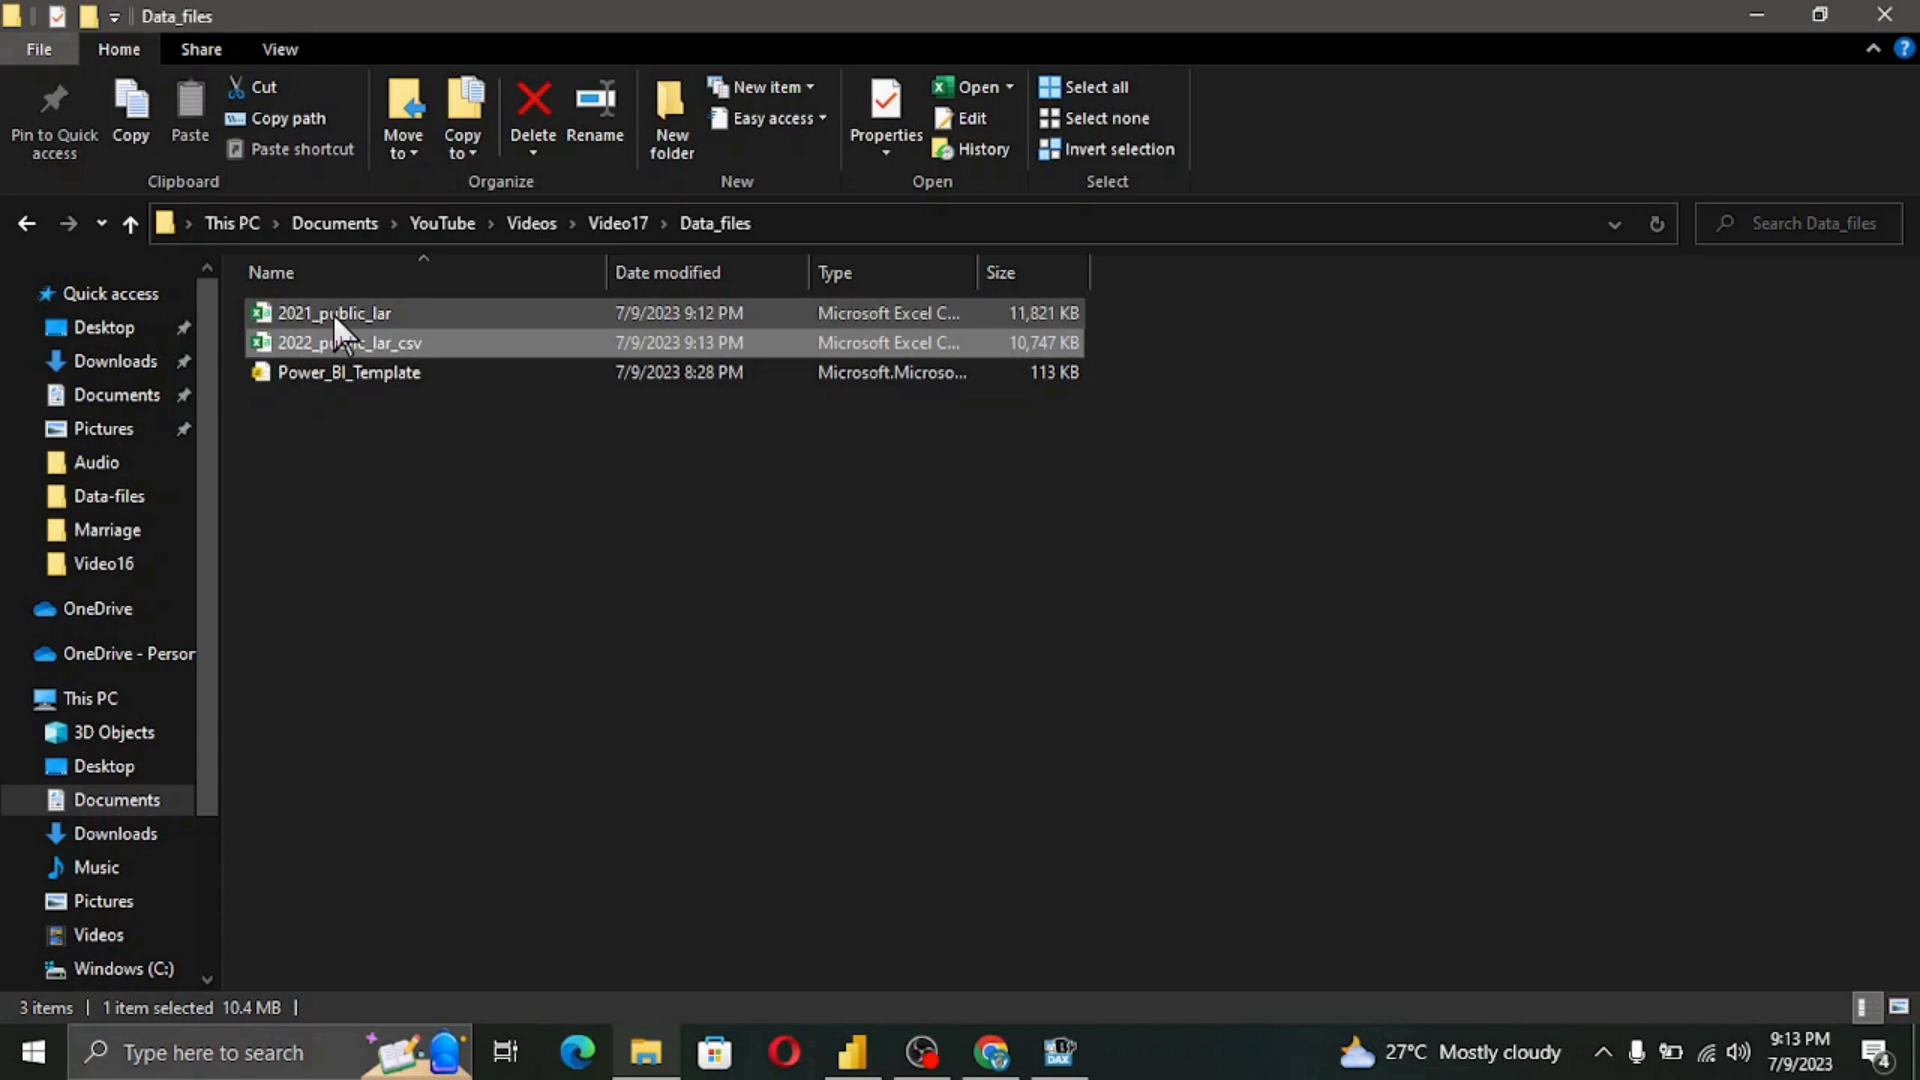 Data_files
File Home Share View
Pin to Quick access
Copy
Paste
Cut
Copy path
Paste shortcut
Clipboard
Move to
Copy to
Delete
Rename
Organize
New folder
New item
Easy access
New
Properties
Open
Edit
History
Open
Select all
Select none
Invert selection
Select
This PC Documents YouTube Videos Video17 Data_files
Search Data_files
Name Date modified Type Size
2021_public_lar 7/9/2023 9:12 PM Microsoft Excel C... 11,821 KB
2022_public_lar_csv 7/9/2023 9:13 PM Microsoft Excel C... 10,747 KB
Power_BI_Template 7/9/2023 8:28 PM Microsoft.Microso... 113 KB
Quick access
Desktop
Downloads
Documents
Pictures
Audio
Data-files
Marriage
Video16
OneDrive
OneDrive - Person
This PC
3D Objects
Desktop
Documents
Downloads
Music
Pictures
Videos
Windows (C:)
3 items 1 item selected 10.4 MB
Type here to search
DAX
27°C Mostly cloudy
9:13 PM
7/9/2023
4